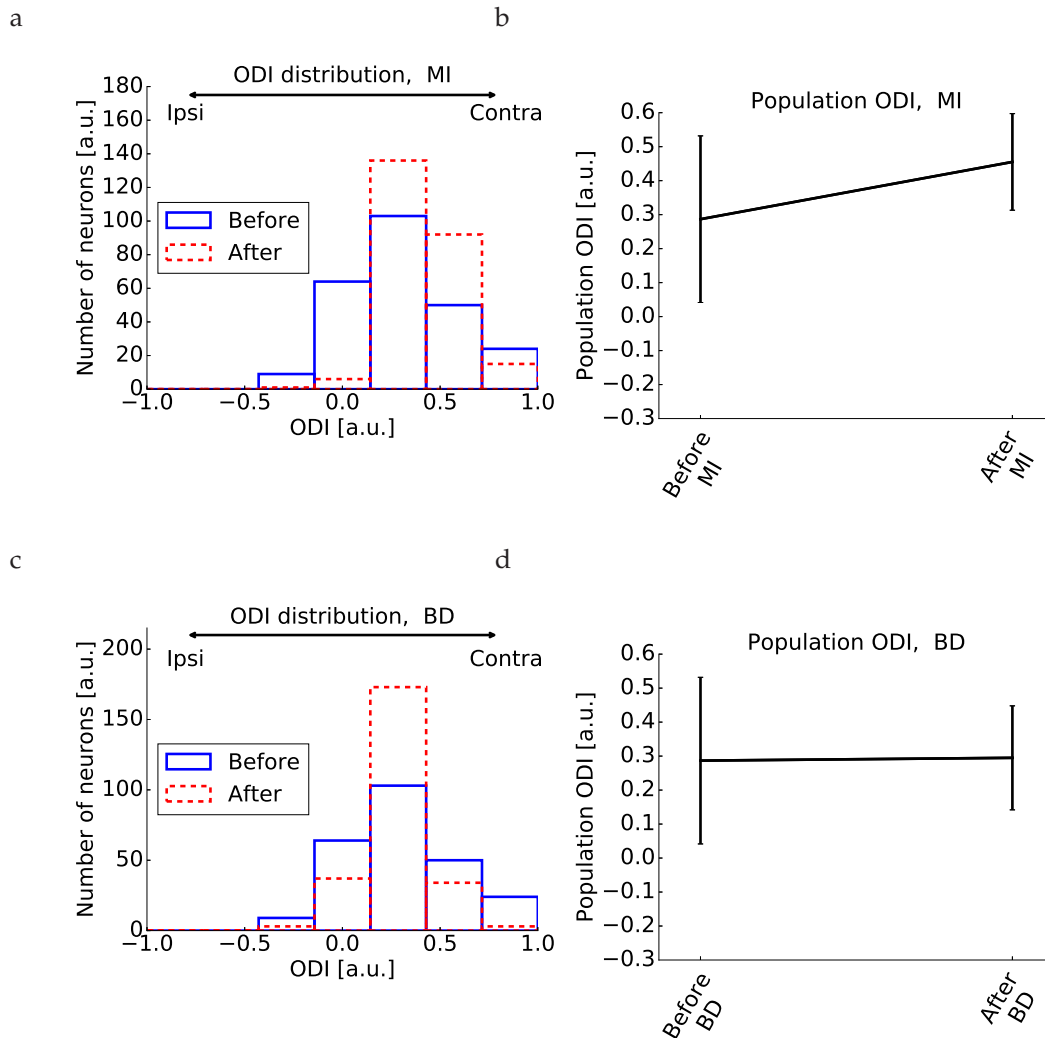 a
ODI distribution, MI
Ipsi
Contra
Number of neurons [a.u.]
180
160
140
120
100
80
60
40
20
0
Before
After
−1.0
−0.5
0.0
0.5
1.0
ODI [a.u.]
b
Population ODI, MI
Population ODI [a.u.]
0.6
0.5
0.4
0.3
0.2
0.1
0.0
−0.1
−0.2
−0.3
Before
MI
After
MI
c
ODI distribution, BD
Ipsi
Contra
Number of neurons [a.u.]
200
150
100
50
0
Before
After
−1.0
−0.5
0.0
0.5
1.0
ODI [a.u.]
d
Population ODI, BD
Population ODI [a.u.]
0.6
0.5
0.4
0.3
0.2
0.1
0.0
−0.1
−0.2
−0.3
Before
BD
After
BD